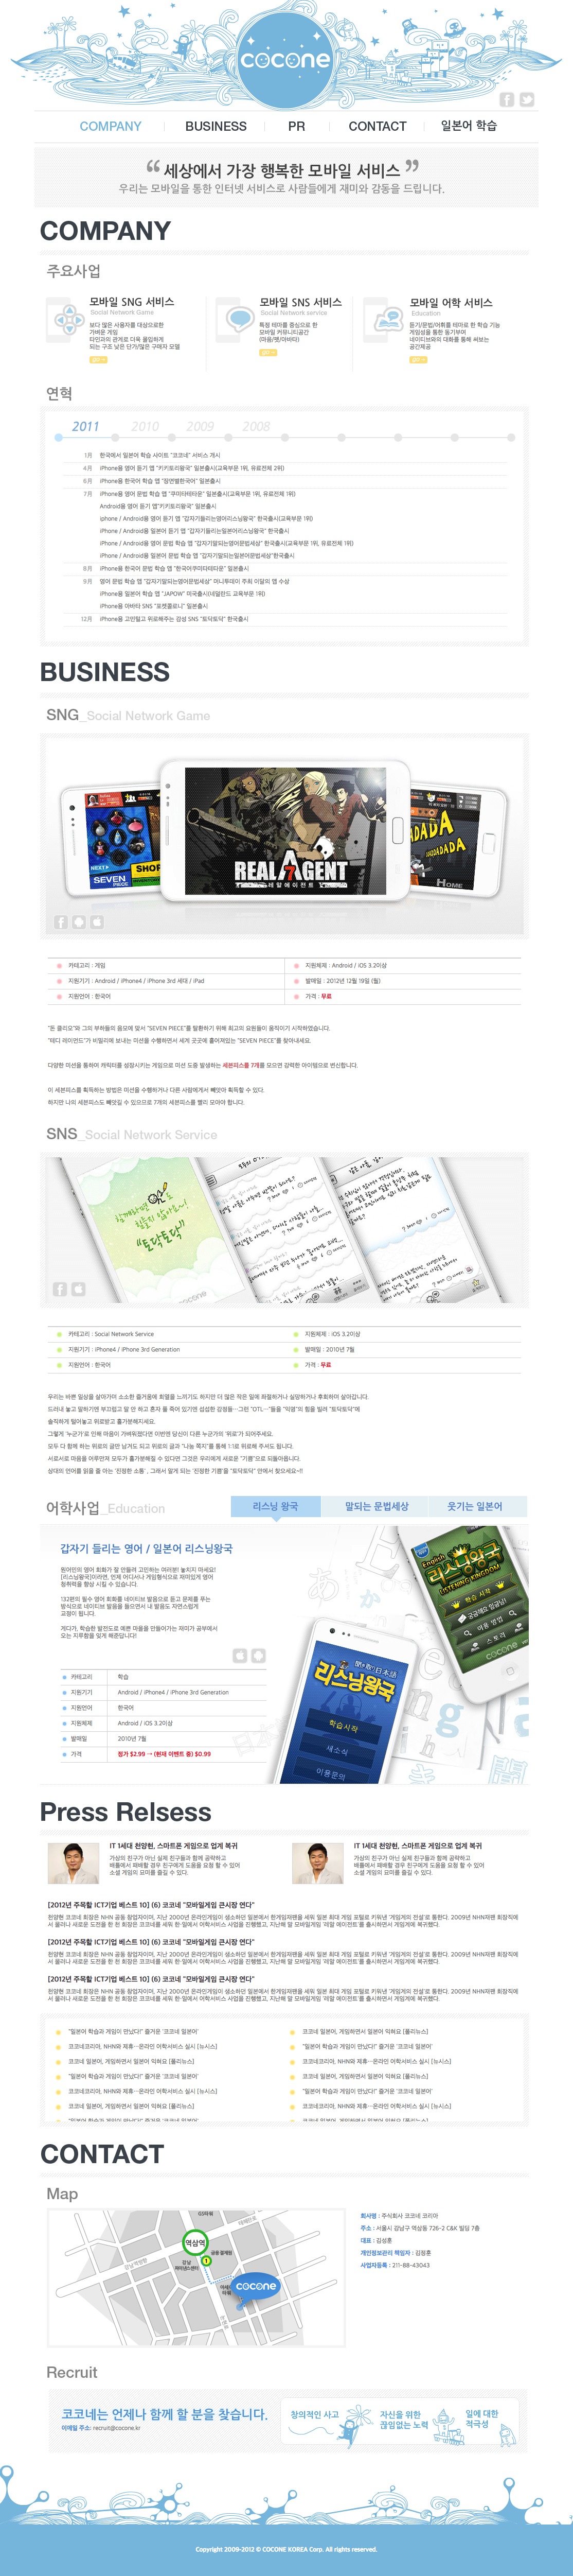 cocone
COMPANY
BUSINESS
PR
CONTACT
일본어 학습
“ 세상에서 가장 행복한 모바일 서비스 ”
우리는 모바일을 통한 인터넷 서비스로 사람들에게 재미와 감동을 드립니다.
COMPANY
주요사업
모바일 SNG 서비스
Social Network Game
보다 많은 사용자를 대상으로한
가벼운 게임
타인과의 관계로 더욱 몰입하게
되는 구조 낮은 단가/많은 구매자 모델
모바일 SNS 서비스
Social Network service
특정 테마를 중심으로 한
모바일 커뮤니티공간
(마음/펫/아바타)
모바일 어학 서비스
Education
듣기/문법/어휘를 테마로 한 학습 기능
게임성을 통한 동기부여
네이티브와의 대화를 통해 써보는
공간제공
연혁
2011 2010 2009 2008
1월 한국에서 일본어 학습 사이트 "코코네" 서비스 개시
4월 iPhone용 영어 듣기 앱 "키키토리왕국" 일본출시(교육부문 1위, 유료전체 2위)
6월 iPhone용 한국어 학습 앱 "장면별한국어" 일본출시
7월 iPhone용 영어 문법 학습 앱 "쿠미타테타운" 일본출시(교육부문 1위, 유료전체 1위)
Android용 영어 듣기 앱"키키토리왕국" 일본출시
iphone / Android용 영어 듣기 앱 "갑자기들리는영어리스닝왕국" 한국출시(교육부문 1위)
iPhone / Android용 일본어 듣기 앱 "갑자기들리는일본어리스닝왕국" 한국출시
iPhone / Android용 영어 문법 학습 앱 "갑자기말되는영어문법세상" 한국출시(교육부문 1위, 유료전체 1위)
iPhone / Android용 일본어 문법 학습 앱 "갑자기말되는일본어문법세상"한국출시
8월 iPhone용 한국어 문법 학습 앱 "한국어쿠미타테타운" 일본출시
9월 영어 문법 학습 앱 "갑자기말되는영어문법세상" 머니투데이 주최 이달의 앱 수상
iPhone용 일본어 학습 앱 "JAPOW" 미국출시(네덜란드 교육부문 1위)
iPhone용 아바타 SNS "포켓콜로니" 일본출시
12월 iPhone용 고민털고 위로해주는 감성 SNS "토닥토닥" 한국출시
BUSINESS
SNG_Social Network Game
NEXT
SEVEN
PIECE
SHOP
REAL AGENT
7
리얼에이전트
DADA
HOME
카테고리 : 게임
지원체제 : Android / iOS 3.2이상
지원기기 : Android / iPhone4 / iPhone 3rd 세대 / iPad
발매일 : 2012년 12월 19일 (월)
지원언어 : 한국어
가격 : 무료
"돈 클리오"와 그의 부하들의 음모에 맞서 "SEVEN PIECE"를 탈환하기 위해 최고의 요원들이 움직이기 시작하였습니다.
"테디 레이먼드"가 비밀리에 보내는 미션을 수행하면서 세계 곳곳에 흩어져있는 "SEVEN PIECE"를 찾아내세요.
다양한 미션을 통하여 캐릭터를 성장시키는 게임으로 미션 도중 발생하는 세븐피스를 7개를 모으면 강력한 아이템으로 변신합니다.
이 세븐피스를 획득하는 방법은 미션을 수행하거나 다른 사람에게서 빼앗아 획득할 수 있다.
하지만 나의 세븐피스도 빼앗길 수 있으므로 7개의 세븐피스를 빨리 모아야 합니다.
SNS_Social Network Service
"토닥토닥"
cocone
카테고리 : Social Network Service
지원체제 : iOS 3.2이상
지원기기 : iPhone4 / iPhone 3rd Generation
발매일 : 2010년 7월
지원언어 : 한국어
가격 : 무료
우리는 바쁜 일상을 살아가며 소소한 즐거움에 희열을 느끼기도 하지만 더 많은 작은 일에 좌절하거나 실망하거나 후회하며 살아갑니다.
드러내 놓고 말하기엔 부끄럽고 말 안 하고 혼자 풀 죽어 있기엔 섭섭한 감정들…그런 "OTL…"들을 "익명"의 힘을 빌려 "토닥토닥"에
솔직하게 털어놓고 위로받고 홀가분해지세요.
그렇게 '누군가'로 인해 마음이 가벼워졌다면 이번엔 당신이 다른 누군가의 '위로'가 되어주세요.
모두 다 함께 하는 위로의 글만 남겨도 되고 위로의 글과 "나눔 쪽지"를 통해 1:1로 위로해 주셔도 됩니다.
서로서로 마음을 어루만져 모두가 홀가분해질 수 있다면 그것은 우리에게 새로운 "기쁨"으로 되돌아옵니다.
상대의 언어를 읽을 줄 아는 '진정한 소통' , 그래서 알게 되는 '진정한 기쁨'을 "토닥토닥" 안에서 찾으세요~!!
어학사업_Education
리스닝 왕국
말되는 문법세상
웃기는 일본어
갑자기 들리는 영어 / 일본어 리스닝왕국
원어민의 영어 회화가 잘 안들려 고민하는 여러분! 놓치지 마세요!
[리스닝왕국]이라면, 언제 어디서나 게임형식으로 재미있게 영어
청취력을 향상 시킬 수 있습니다.
132편의 필수 영어 회화를 네이티브 발음으로 듣고 문제를 푸는
방식으로 네이티브 발음을 들으면서 내 발음도 자연스럽게
교정이 됩니다.
게다가, 학습한 발전도로 예쁜 마을을 만들어가는 재미가 공부에서
오는 지루함을 잊게 해준답니다!
카테고리 학습
지원기기 Android / iPhone4 / iPhone 3rd Generation
지원언어 한국어
지원체제 Android / iOS 3.2이상
발매일 2010년 7월
가격 정가 $2.99 → (현재 이벤트 중) $0.99
English
리스닝왕국
LISTENING KINGDOM
학습 시작
이용 방법
스토리
cocone
聞き取り日本語
리스닝왕국
학습시작
새소식
이용문의
Press Relsess
IT 1세대 천양현, 스마트폰 게임으로 업계 복귀
가상의 친구가 아닌 실제 친구들과 함께 공략하고
배틀에서 패배할 경우 친구에게 도움을 요청 할 수 있어
소셜 게임의 묘미를 즐길 수 있다.
IT 1세대 천양현, 스마트폰 게임으로 업계 복귀
가상의 친구가 아닌 실제 친구들과 함께 공략하고
배틀에서 패배할 경우 친구에게 도움을 요청 할 수 있어
소셜 게임의 묘미를 즐길 수 있다.
[2012년 주목할 ICT기업 베스트 10] (6) 코코네 "모바일게임 큰시장 연다"
천양현 코코네 회장은 NHN 공동 창업자이며, 지난 2000년 온라인게임이 생소하던 일본에서 한게임재팬을 세워 일본 최대 게임 포털로 키워낸 '게임계의 전설'로 통한다. 2009년 NHN재팬 회장직에
서 물러나 새로운 도전을 한 천 회장은 코코네를 세워 한·일에서 어학서비스 사업을 진행했고, 지난해 말 모바일게임 '리얼 에이전트'를 출시하면서 게임계에 복귀했다.
[2012년 주목할 ICT기업 베스트 10] (6) 코코네 "모바일게임 큰시장 연다"
천양현 코코네 회장은 NHN 공동 창업자이며, 지난 2000년 온라인게임이 생소하던 일본에서 한게임재팬을 세워 일본 최대 게임 포털로 키워낸 '게임계의 전설'로 통한다. 2009년 NHN재팬 회장직에
서 물러나 새로운 도전을 한 천 회장은 코코네를 세워 한·일에서 어학서비스 사업을 진행했고, 지난해 말 모바일게임 '리얼 에이전트'를 출시하면서 게임계에 복귀했다.
[2012년 주목할 ICT기업 베스트 10] (6) 코코네 "모바일게임 큰시장 연다"
천양현 코코네 회장은 NHN 공동 창업자이며, 지난 2000년 온라인게임이 생소하던 일본에서 한게임재팬을 세워 일본 최대 게임 포털로 키워낸 '게임계의 전설'로 통한다. 2009년 NHN재팬 회장직에
서 물러나 새로운 도전을 한 천 회장은 코코네를 세워 한·일에서 어학서비스 사업을 진행했고, 지난해 말 모바일게임 '리얼 에이전트'를 출시하면서 게임계에 복귀했다.
"일본어 학습과 게임이 만났다!" 즐거운 '코코네 일본어'
코코네 일본어, 게임하면서 일본어 익혀요 [폴리뉴스]
코코네코리아, NHN와 제휴…온라인 어학서비스 실시 [뉴시스]
"일본어 학습과 게임이 만났다!" 즐거운 '코코네 일본어'
코코네 일본어, 게임하면서 일본어 익혀요 [폴리뉴스]
코코네코리아, NHN와 제휴…온라인 어학서비스 실시 [뉴시스]
"일본어 학습과 게임이 만났다!" 즐거운 '코코네 일본어'
코코네 일본어, 게임하면서 일본어 익혀요 [폴리뉴스]
코코네코리아, NHN와 제휴…온라인 어학서비스 실시 [뉴시스]
"일본어 학습과 게임이 만났다!" 즐거운 '코코네 일본어'
코코네 일본어, 게임하면서 일본어 익혀요 [폴리뉴스]
코코네코리아, NHN와 제휴…온라인 어학서비스 실시 [뉴시스]
CONTACT
Map
GS타워
테헤란로
역삼역
1
cocone
회사명 : 주식회사 코코네 코리아
주소 : 서울시 강남구 역삼동 726-2 C&K 빌딩 7층
대표 : 김성훈
개인정보관리 책임자 : 김정훈
사업자등록 : 211-88-43043
Recruit
코코네는 언제나 함께 할 분을 찾습니다.
이메일 주소: recruit@cocone.kr
창의적인 사고
자신을 위한
끊임없는 노력
일에 대한
적극성
Copyright 2009-2012 © COCONE KOREA Corp. All rights reserved.